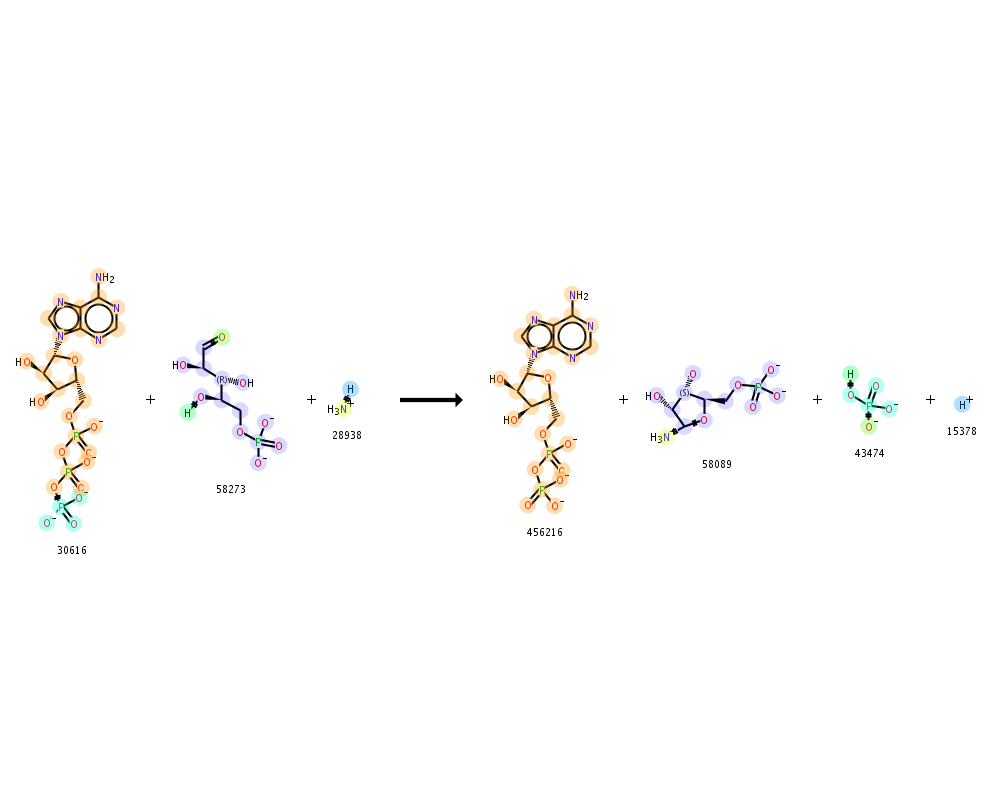 NH2
N
N
N
N
HO
O
HO
O
P
O−
O
C
O−
P
O
C
O−
P
O−
O
30616
+
O
HO
(R)
OH
O
H
O
O−
P
O
O−
58273
+
H
H3N+
28938
NH2
N
N
N
N
HO
O
HO
O
P
O−
O
C
O−
P
O
O−
456216
+
O
HO
(S)
H3N+
O
O
P
O−
O−
O
58089
+
H
O
O
P
O−
O−
43474
+
H+
15378